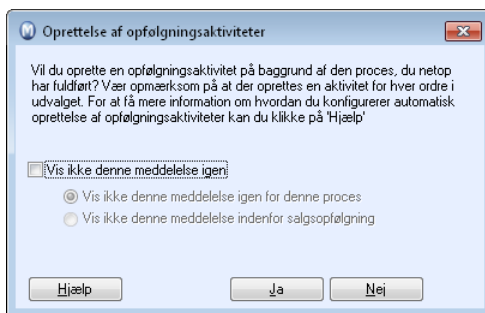 Oprettelse af opfølgningsaktiviteter
Vil du oprette en opfølgningsaktivitet på baggrund af den proces, du netop
har fuldført? Vær opmærksom på at der oprettes en aktivitet for hver ordre i
udvalget. For at få mere information om hvordan du konfigurerer automatisk
oprettelse af opfølgningsaktiviteter kan du klikke på 'Hjælp'
Vis ikke denne meddelelse igen
Vis ikke denne meddelelse igen for denne proces
Vis ikke denne meddelelse indenfor salgsopfølgning
Hjælp
Ja
Nej